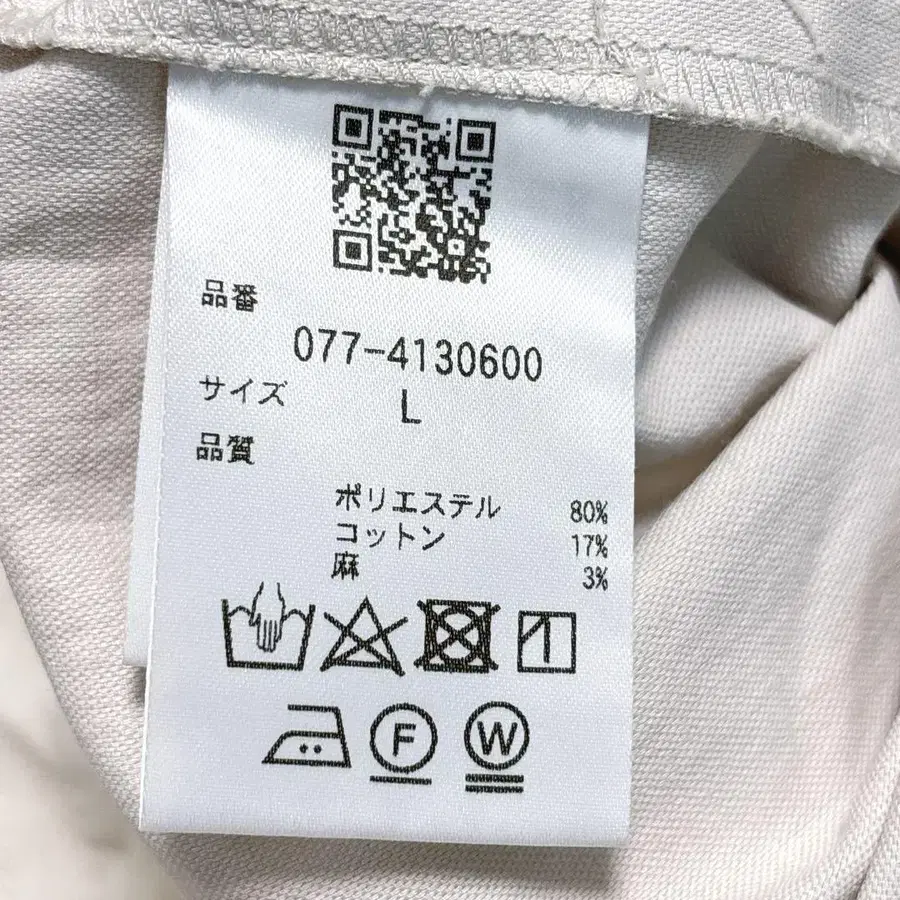 品番
077-4130600
サイズ L
品質
ポリエステル 80%
コットン 17%
麻 3%
F W